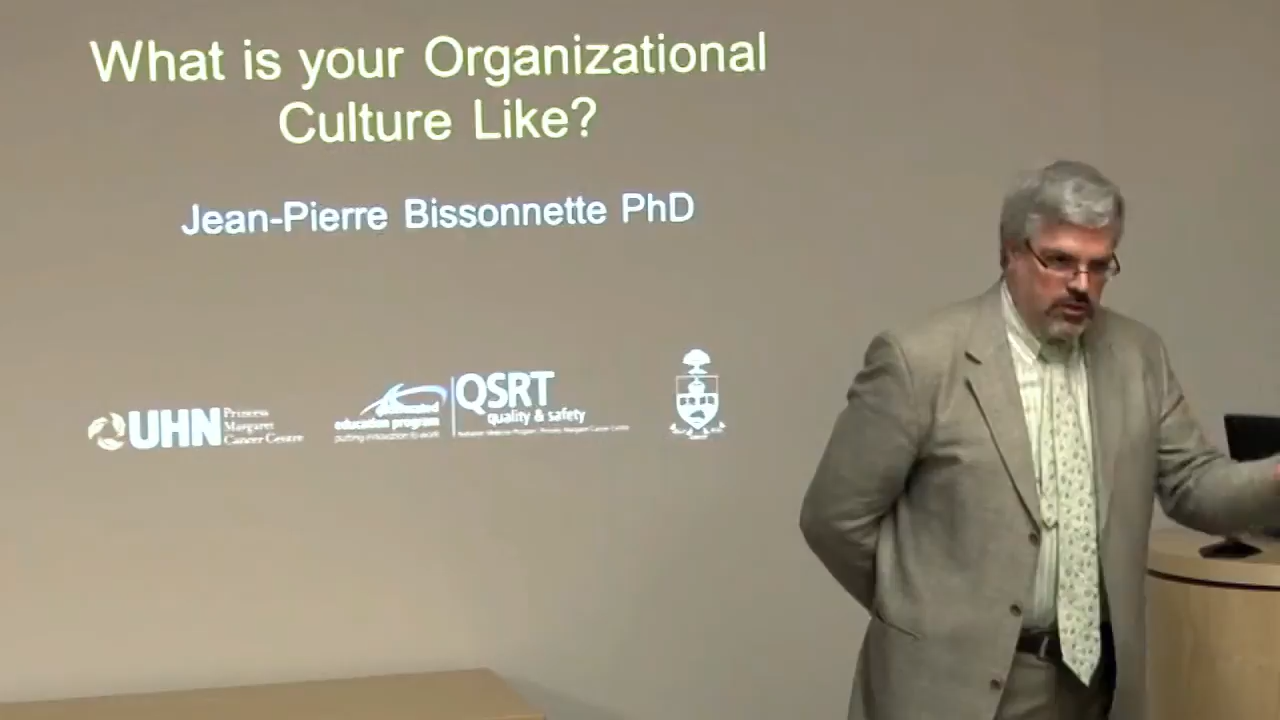 What is your Organizational
Culture Like?
Jean-Pierre Bissonnette PhD
UHN
Princess
Margaret
Cancer Centre
accelerated
education program
putting innovation to work
QSRT
quality & safety